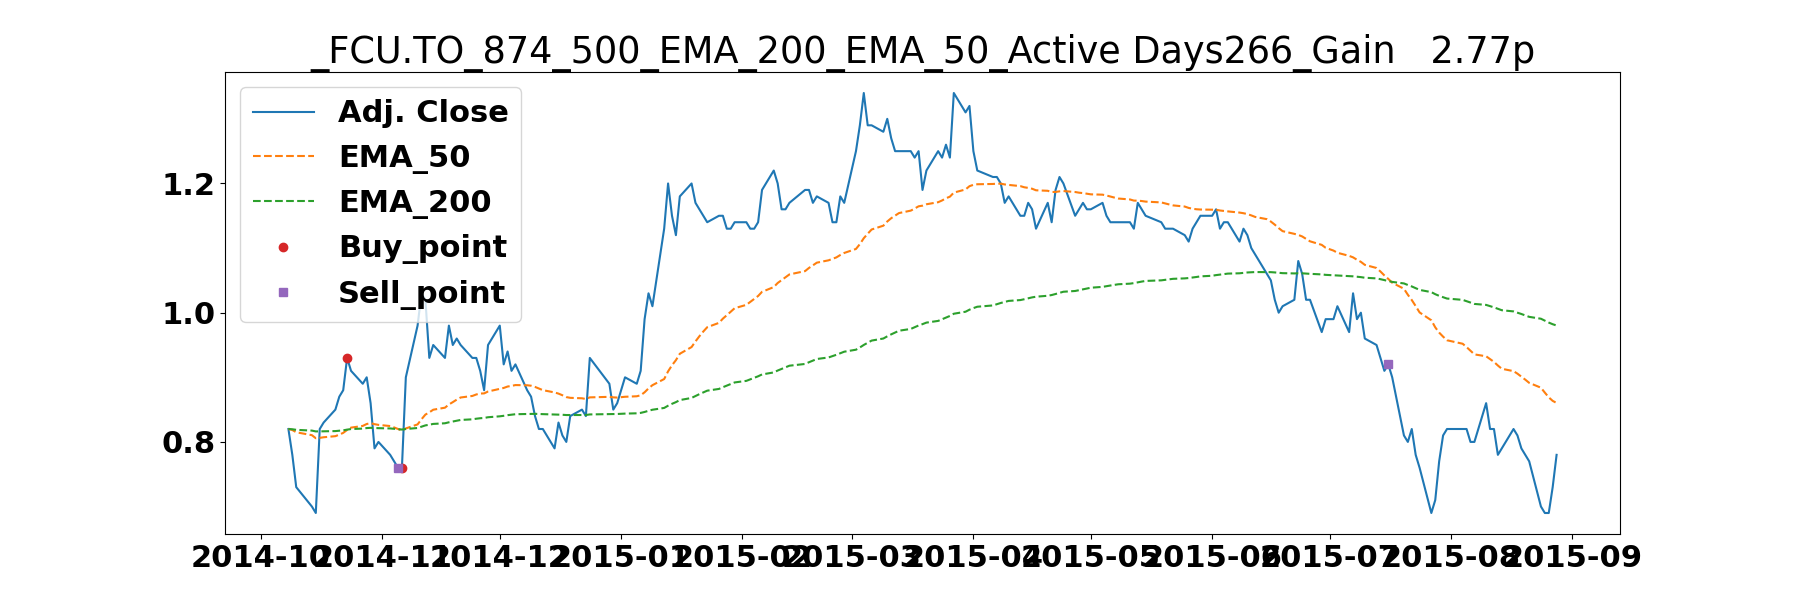 _FCU.TO_874_500_EMA_200_EMA_50_Active Days266_Gain   2.77p
Adj. Close
EMA_50
EMA_200
Buy_point
Sell_point
1.2
1.0
0.8
2014-10 2014-11 2014-12 2015-01 2015-02 2015-03 2015-04 2015-05 2015-06 2015-07 2015-08 2015-09